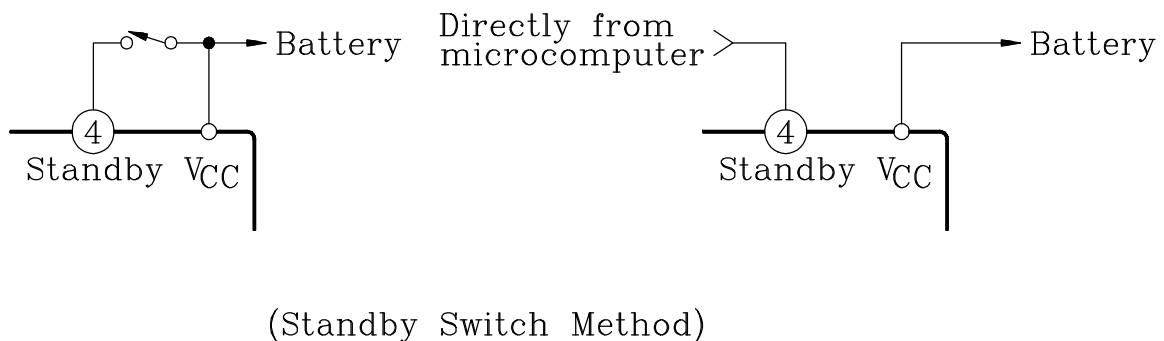 Battery
4
Standby VCC
Directly from
microcomputer
Battery
4
Standby VCC
(Standby Switch Method)